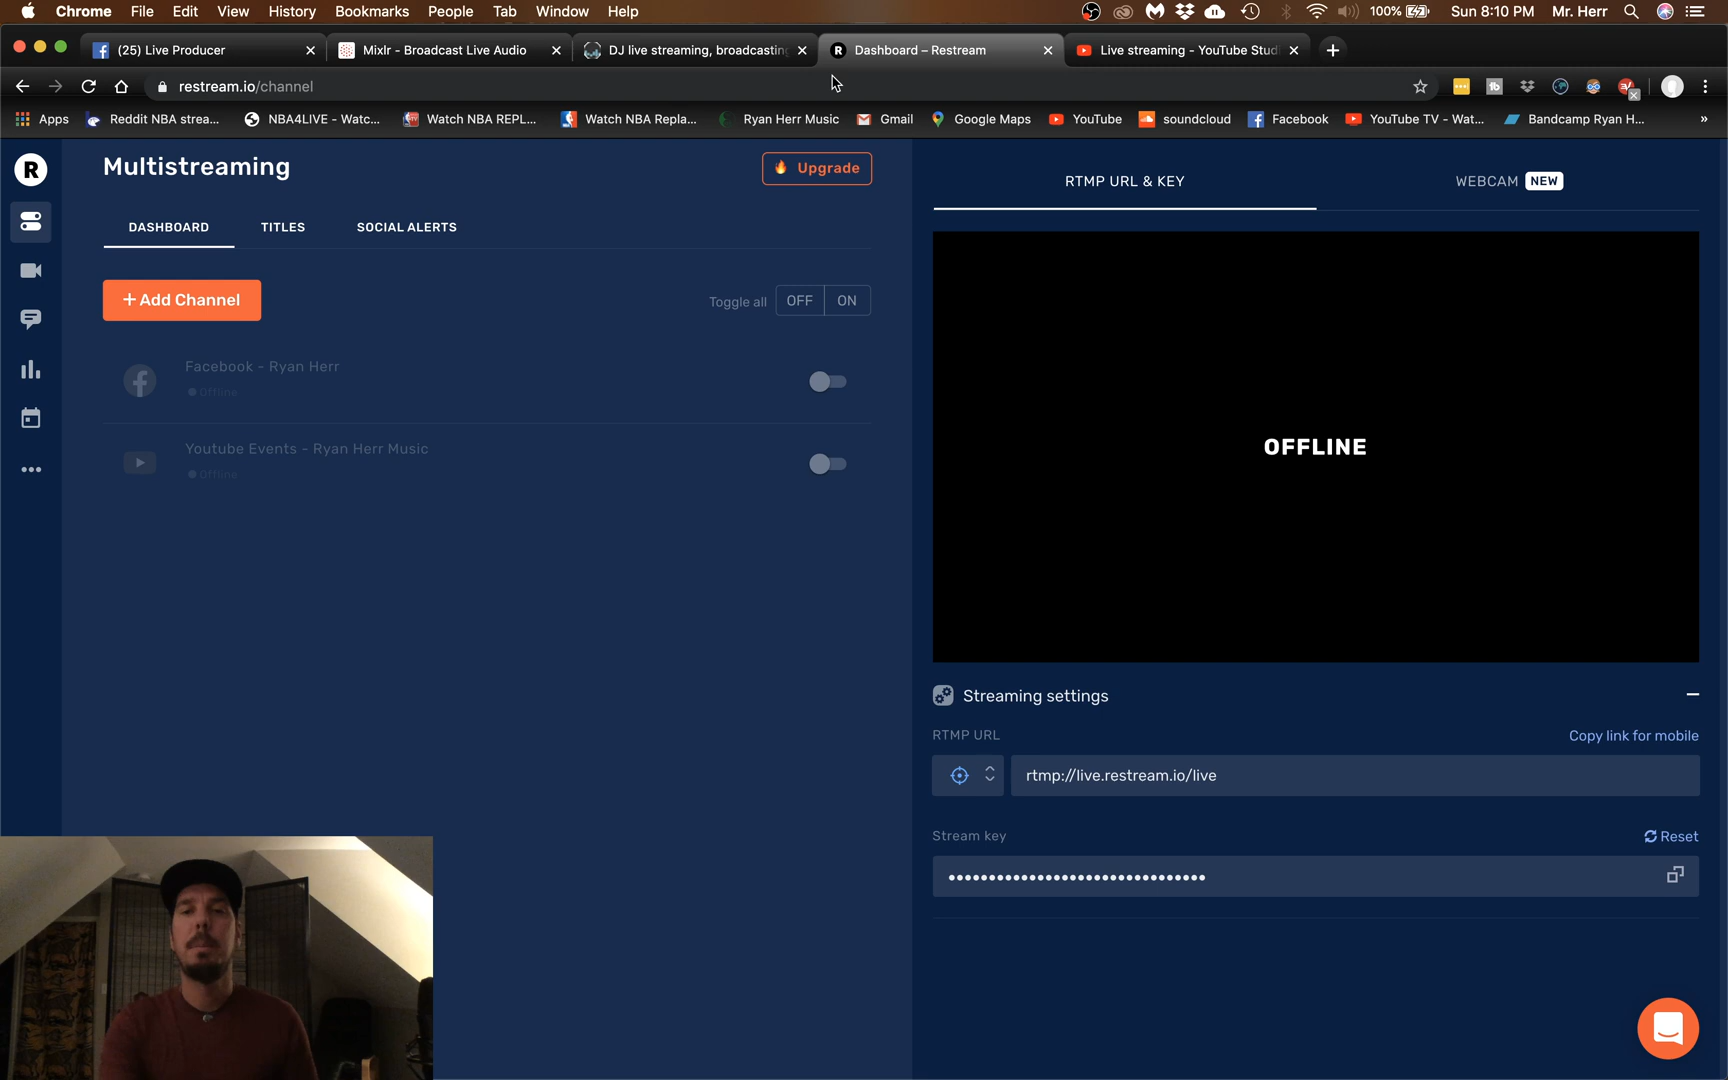 Chrome File Edit View History Bookmarks People Tab Window Help 100% Sun 8:10 PM Mr. Herr
(25) Live Producer Mixlr - Broadcast Live Audio DJ live streaming, broadcasting Dashboard – Restream Live streaming - YouTube Studi
restream.io/channel
Apps Reddit NBA strea... NBA4LIVE - Watc... Watch NBA REPL... Watch NBA Repla... Ryan Herr Music Gmail Google Maps YouTube soundcloud Facebook YouTube TV - Wat... Bandcamp Ryan H... »
R
Multistreaming
Upgrade
DASHBOARD TITLES SOCIAL ALERTS
+ Add Channel
Toggle all OFF ON
Facebook - Ryan Herr
Offline
Youtube Events - Ryan Herr Music
Offline
RTMP URL & KEY WEBCAM NEW
OFFLINE
Streaming settings
RTMP URL Copy link for mobile
rtmp://live.restream.io/live
Stream key Reset
••••••••••••••••••••••••••••••••